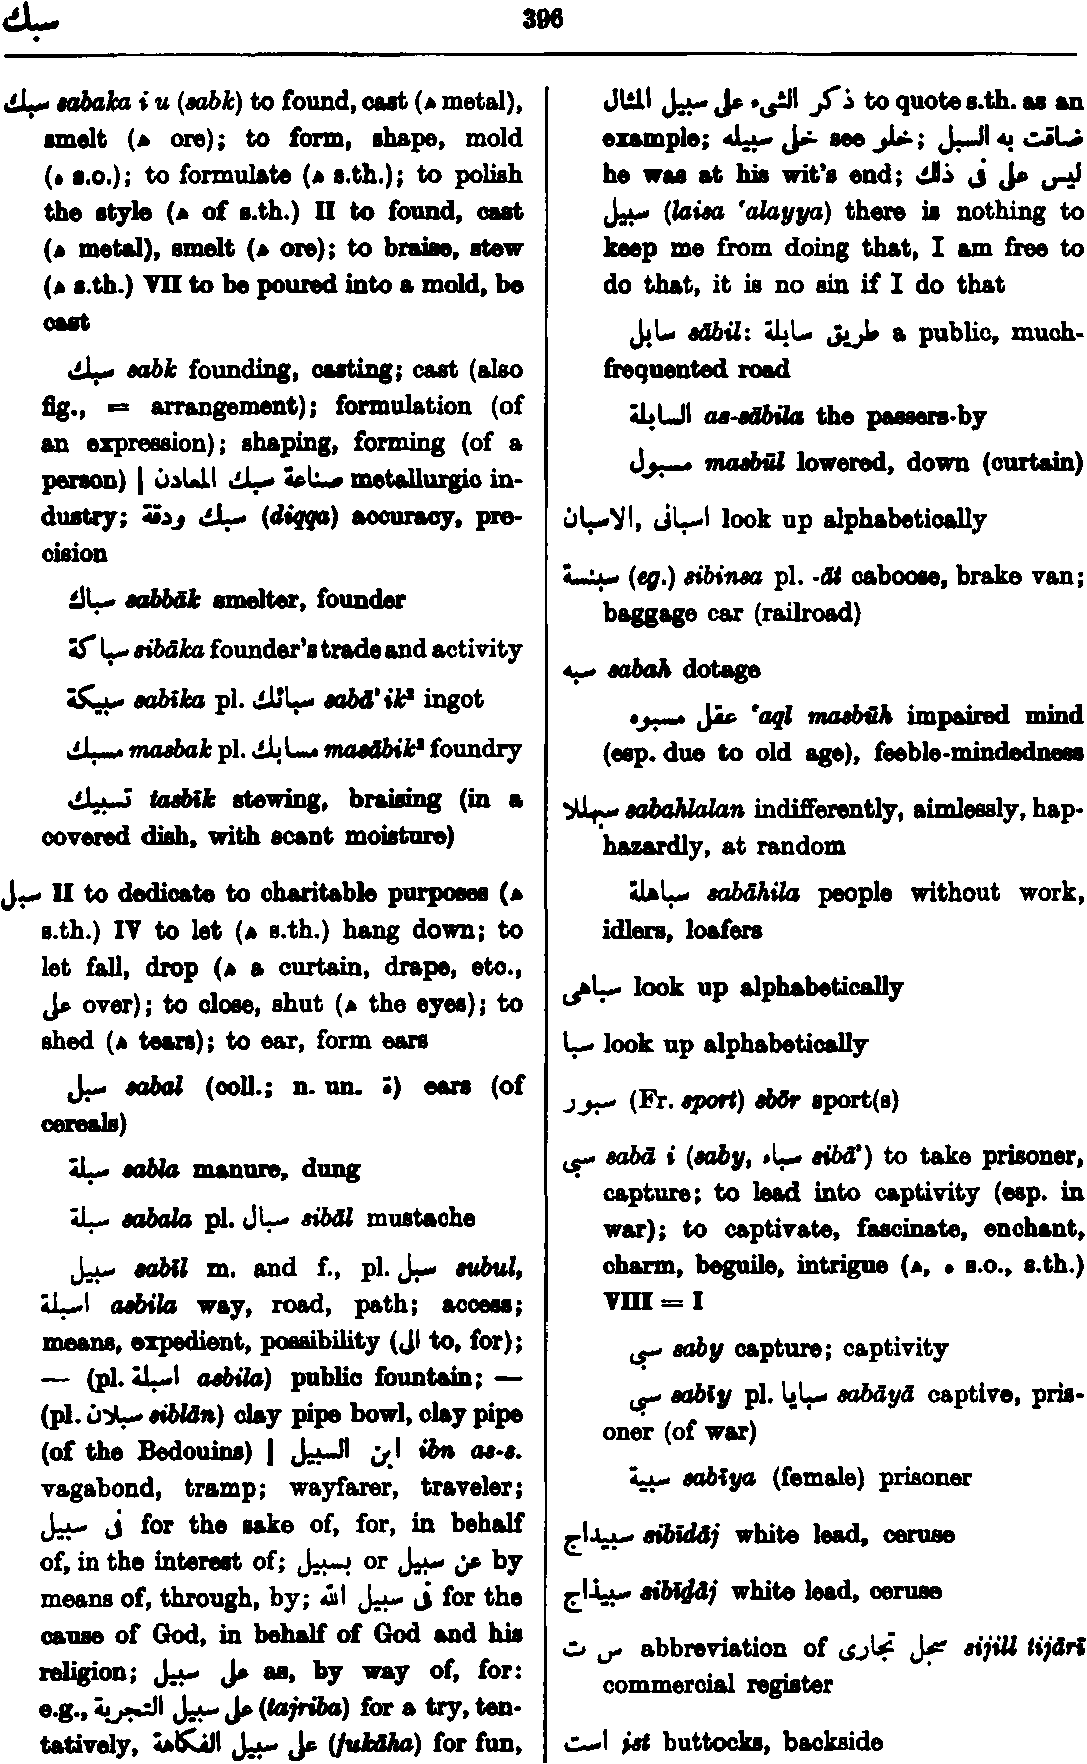 سبك
396
سبك sabaka i u (sabk) to found, cast (ه metal),
smelt (ه ore); to form, shape, mold
(ه s.o.); to formulate (ه s.th.); to polish
the style (ه of s.th.) II to found, cast
(ه metal), smelt (ه ore); to braise, stew
(ه s.th.) VII to be poured into a mold, be
cast
سبك sabk founding, casting; cast (also
fig., = arrangement); formulation (of
an expression); shaping, forming (of a
person) | صناعة سبك المعادن metallurgic in-
dustry; سبك ودقة (diqqa) accuracy, pre-
cision
سباك sabbāk smelter, founder
سباكة sibāka founder's trade and activity
سبيكة sabīka pl. سبائك sabā'ik² ingot
مسبك masbak pl. مسابك masābik² foundry
تسبيك tasbīk stewing, braising (in a
covered dish, with scant moisture)
سبل II to dedicate to charitable purposes (ه
s.th.) IV to let (ه s.th.) hang down; to
let fall, drop (ه a curtain, drape, etc.,
على over); to close, shut (ه the eyes); to
shed (ه tears); to ear, form ears
سبل sabal (coll.; n. un. ة) ears (of
cereals)
سبلة sabla manure, dung
سبلة sabala pl. سبال sibāl mustache
سبيل sabīl m. and f., pl. سبل subul,
اسبلة asbila way, road, path; access;
means, expedient, possibility (الى to, for);
— (pl. اسبلة asbila) public fountain; —
(pl. سبلان siblān) clay pipe bowl, clay pipe
(of the Bedouins) | ابن السبيل ibn as-s.
vagabond, tramp; wayfarer, traveler;
فى سبيل for the sake of, for, in behalf
of, in the interest of; بسبيل or عن سبيل by
means of, through, by; فى سبيل الله for the
cause of God, in behalf of God and his
religion; على سبيل as, by way of, for:
e.g., على سبيل التجربة (tajriba) for a try, ten-
tatively, على سبيل الفكاهة (fukāha) for fun,
ذكر الشىء على سبيل المثال to quote s.th. as an
example; خلى سبيله see خلو; ضاقت به السبل
he was at his wit's end; ليس على فى ذلك
سبيل (laisa 'alayya) there is nothing to
keep me from doing that, I am free to
do that, it is no sin if I do that
سابل sābil: طريق سابلة a public, much-
frequented road
السابلة as-sābila the passers-by
مسبول masbūl lowered, down (curtain)
اسبانى, الاسبان look up alphabetically
سبنسة (eg.) sibinsa pl. -āt caboose, brake van;
baggage car (railroad)
سبه sabah dotage
عقل مسبوه 'aql masbūh impaired mind
(esp. due to old age), feeble-mindedness
سبهللا sabahlalan indifferently, aimlessly, hap-
hazardly, at random
سباهلة sabāhila people without work,
idlers, loafers
سباهى look up alphabetically
سبا look up alphabetically
سبور (Fr. sport) sbōr sport(s)
سبى sabā i (saby, سباء sibā') to take prisoner,
capture; to lead into captivity (esp. in
war); to captivate, fascinate, enchant,
charm, beguile, intrigue (ه, ه s.o., s.th.)
VIII = I
سبى saby capture; captivity
سبى sabīy pl. سبايا sabāyā captive, pris-
oner (of war)
سبية sabīya (female) prisoner
سبيداج sibīdāj white lead, ceruse
سبيذاج sibīḏāj white lead, ceruse
س ت abbreviation of سجل تجارى sijill tijārī
commercial register
است ist buttocks, backside